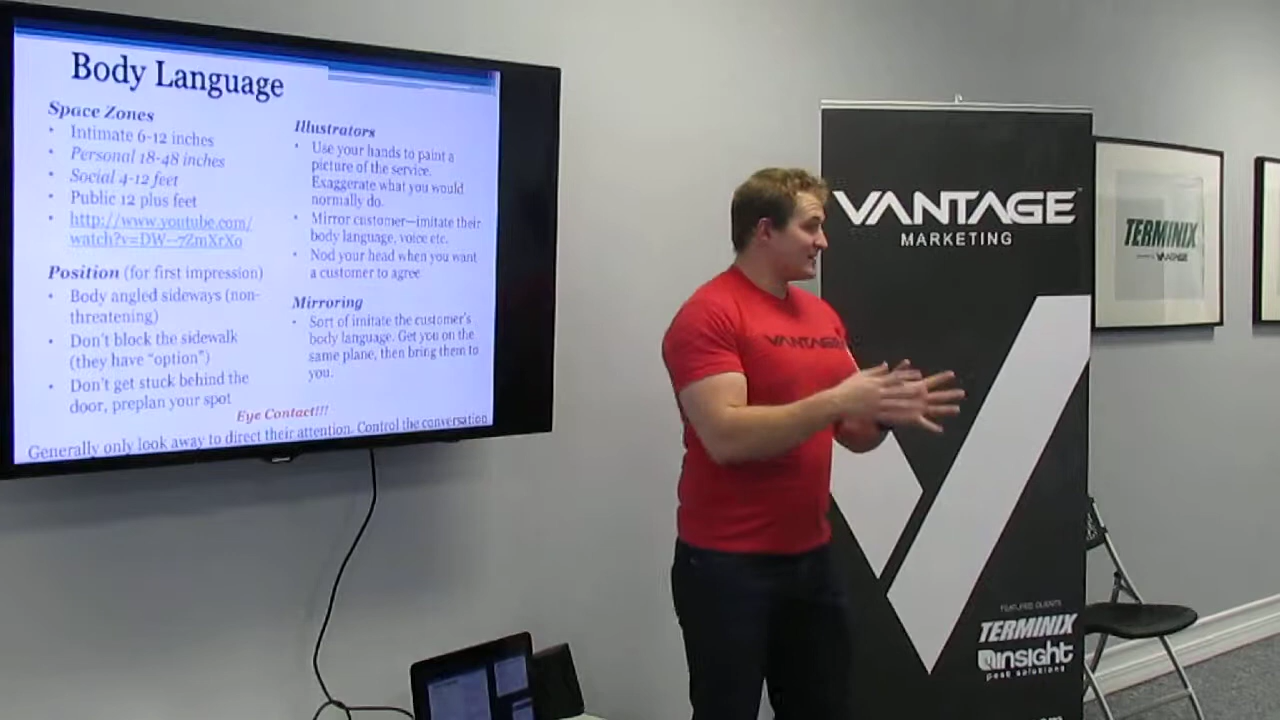 Body Language
Space Zones
• Intimate 6-12 inches
• Personal 18-48 inches
• Social 4-12 feet
• Public 12 plus feet
• http://www.youtube.com/
watch?v=DW--7ZmXrXo
Position (for first impression)
• Body angled sideways (non-
threatening)
• Don't block the sidewalk
(they have "option")
• Don't get stuck behind the
door, preplan your spot
Illustrators
• Use your hands to paint a
picture of the service.
Exaggerate what you would
normally do.
• Mirror customer—imitate their
body language, voice etc.
• Nod your head when you want
a customer to agree
Mirroring
• Sort of imitate the customer's
body language. Get you on the
same plane, then bring them to
you.
Eye Contact!!!
Generally only look away to direct their attention. Control the conversation
VANTAGE
VANTAGE™
MARKETING
FEATURED CLIENTS
TERMINIX
insight
pest solutions
TERMINIX
VANTAGE